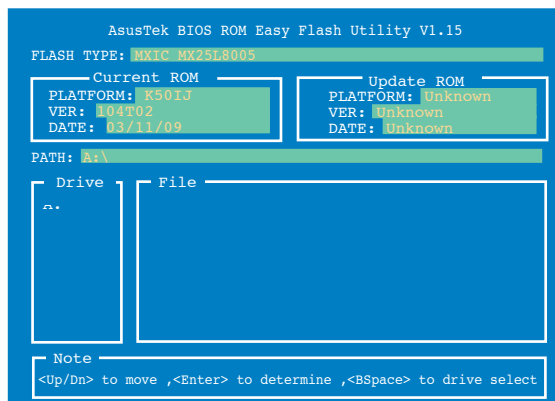 AsusTek BIOS ROM Easy Flash Utility V1.15
FLASH TYPE: MXIC MX25L8005
Current ROM
PLATFORM: K50IJ
VER: 104T02
DATE: 03/11/09
Update ROM
PLATFORM: Unknown
VER: Unknown
DATE: Unknown
PATH: A:\
Drive
File
Note
<Up/Dn> to move ,<Enter> to determine ,<BSpace> to drive select